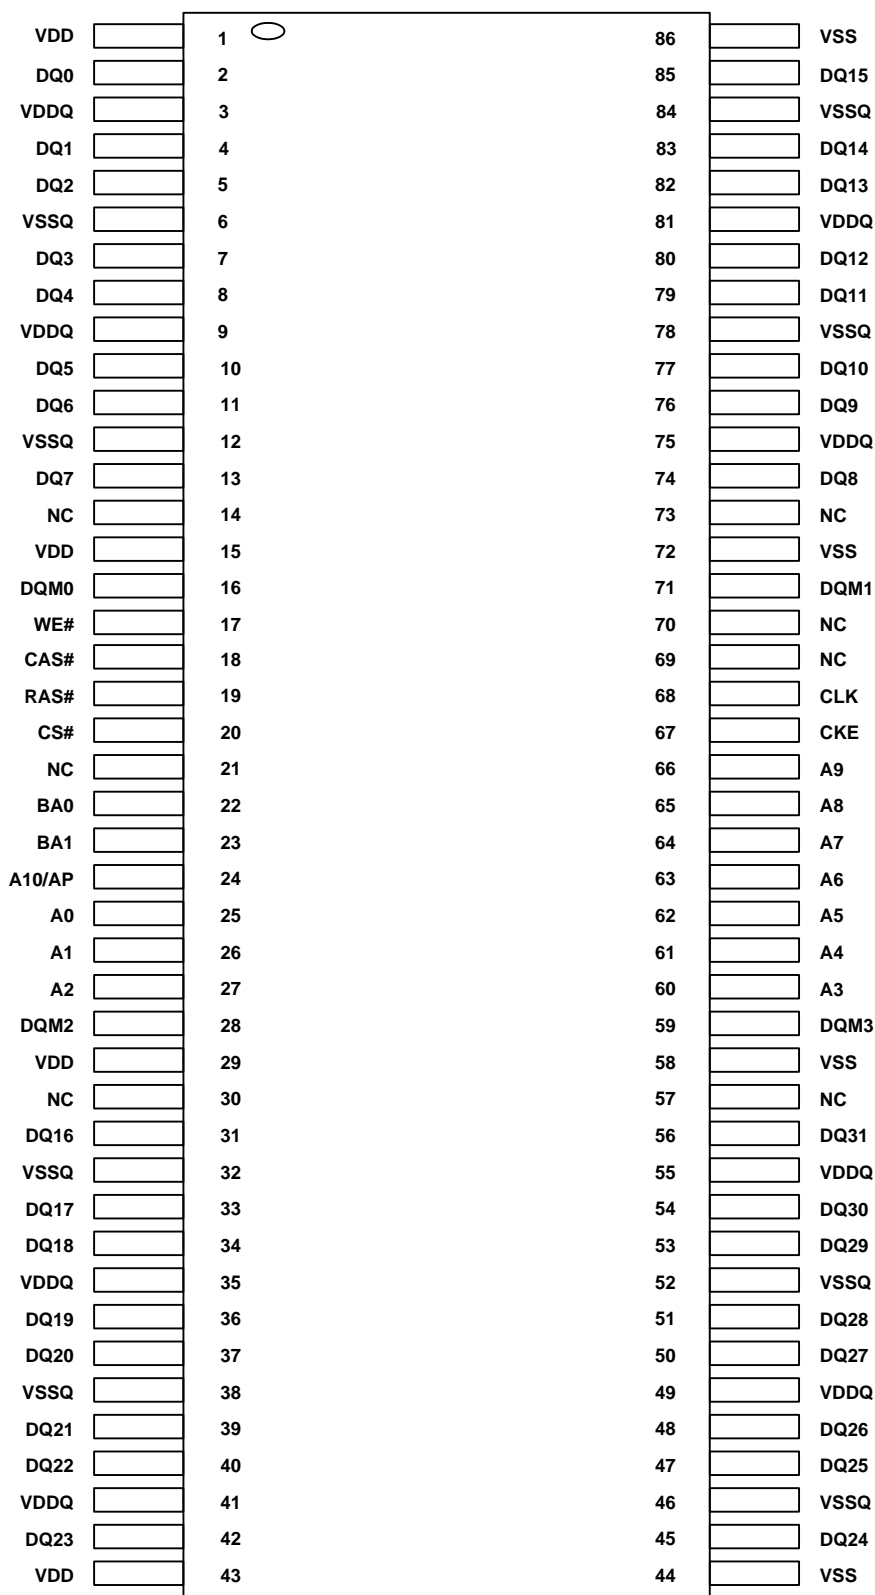 VDD 1 86 VSS
DQ0 2 85 DQ15
VDDQ 3 84 VSSQ
DQ1 4 83 DQ14
DQ2 5 82 DQ13
VSSQ 6 81 VDDQ
DQ3 7 80 DQ12
DQ4 8 79 DQ11
VDDQ 9 78 VSSQ
DQ5 10 77 DQ10
DQ6 11 76 DQ9
VSSQ 12 75 VDDQ
DQ7 13 74 DQ8
NC 14 73 NC
VDD 15 72 VSS
DQM0 16 71 DQM1
WE# 17 70 NC
CAS# 18 69 NC
RAS# 19 68 CLK
CS# 20 67 CKE
NC 21 66 A9
BA0 22 65 A8
BA1 23 64 A7
A10/AP 24 63 A6
A0 25 62 A5
A1 26 61 A4
A2 27 60 A3
DQM2 28 59 DQM3
VDD 29 58 VSS
NC 30 57 NC
DQ16 31 56 DQ31
VSSQ 32 55 VDDQ
DQ17 33 54 DQ30
DQ18 34 53 DQ29
VDDQ 35 52 VSSQ
DQ19 36 51 DQ28
DQ20 37 50 DQ27
VSSQ 38 49 VDDQ
DQ21 39 48 DQ26
DQ22 40 47 DQ25
VDDQ 41 46 VSSQ
DQ23 42 45 DQ24
VDD 43 44 VSS